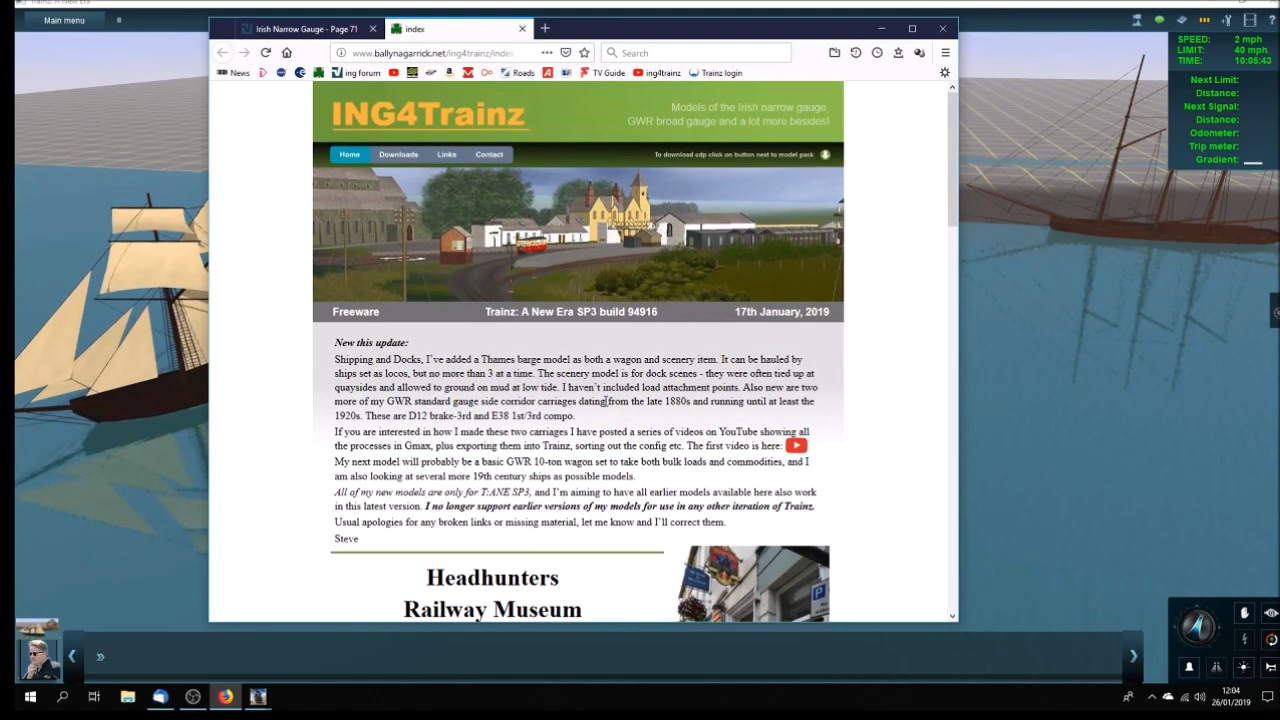 Trainz: A New Era
Main menu
Irish Narrow Gauge - Page 71
index
www.ballynagarrick.net/ing4trainz/index
Search
News
ing forum
Roads
TV Guide
ing4trainz
Trainz login
SPEED: 2 mph
LIMIT: 40 mph
TIME: 10:05:43
Next Limit:
Distance:
Next Signal:
Distance:
Odometer:
Trip meter:
Gradient:
ING4Trainz
Models of the Irish narrow gauge,
GWR broad gauge and a lot more besides!
Home Downloads Links Contact
To download cdp click on button next to model pack
Freeware Trainz: A New Era SP3 build 94916 17th January, 2019
New this update:
Shipping and Docks, I've added a Thames barge model as both a wagon and scenery item. It can be hauled by
ships set as locos, but no more than 3 at a time. The scenery model is for dock scenes - they were often tied up at
quaysides and allowed to ground on mud at low tide. I haven't included load attachment points. Also new are two
more of my GWR standard gauge side corridor carriages dating from the late 1880s and running until at least the
1920s. These are D12 brake-3rd and E38 1st/3rd compo.
If you are interested in how I made these two carriages I have posted a series of videos on YouTube showing all
the processes in Gmax, plus exporting them into Trainz, sorting out the config etc. The first video is here:
My next model will probably be a basic GWR 10-ton wagon set to take both bulk loads and commodities, and I
am also looking at several more 19th century ships as possible models.
All of my new models are only for T:ANE SP3, and I'm aiming to have all earlier models available here also work
in this latest version. I no longer support earlier versions of my models for use in any other iteration of Trainz.
Usual apologies for any broken links or missing material, let me know and I'll correct them.
Steve
Headhunters
Railway Museum
P
12:04
26/01/2019